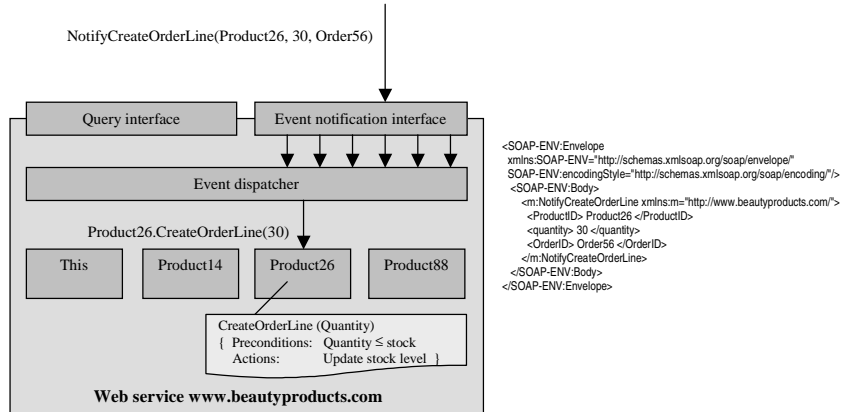 NotifyCreateOrderLine(Product26, 30, Order56)
Query interface
Event notification interface
Event dispatcher
Product26.CreateOrderLine(30)
This
Product14
Product26
Product88
CreateOrderLine (Quantity)
{ Preconditions: Quantity ≤ stock
Actions: Update stock level }
Web service www.beautyproducts.com
<SOAP-ENV:Envelope
xmlns:SOAP-ENV="http://schemas.xmlsoap.org/soap/envelope/"
SOAP-ENV:encodingStyle="http://schemas.xmlsoap.org/soap/encoding/"/>
<SOAP-ENV:Body>
<m:NotifyCreateOrderLine xmlns:m="http://www.beautyproducts.com/">
<ProductID> Product26 </ProductID>
<quantity> 30 </quantity>
<OrderID> Order56 </OrderID>
</m:NotifyCreateOrderLine>
</SOAP-ENV:Body>
</SOAP-ENV:Envelope>